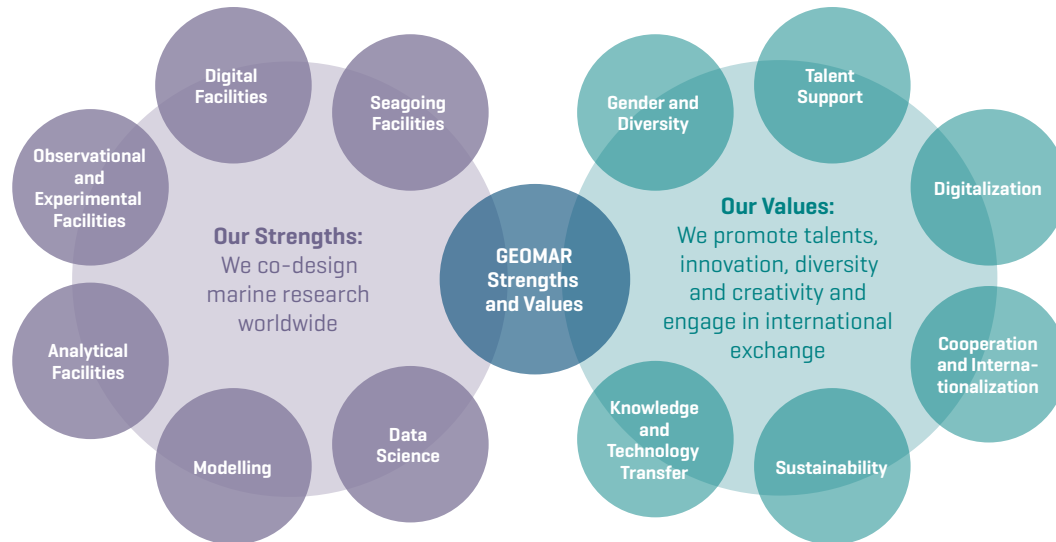 Digital
Facilities
Seagoing
Facilities
Observational
and
Experimental
Facilities
Our Strengths:
We co-design
marine research
worldwide
Analytical
Facilities
Modelling
Data
Science
GEOMAR
Strengths
and Values
Gender and
Diversity
Talent
Support
Digitalization
Our Values:
We promote talents,
innovation, diversity
and creativity and
engage in international
exchange
Cooperation
and Interna-
tionalization
Knowledge
and
Technology
Transfer
Sustainability